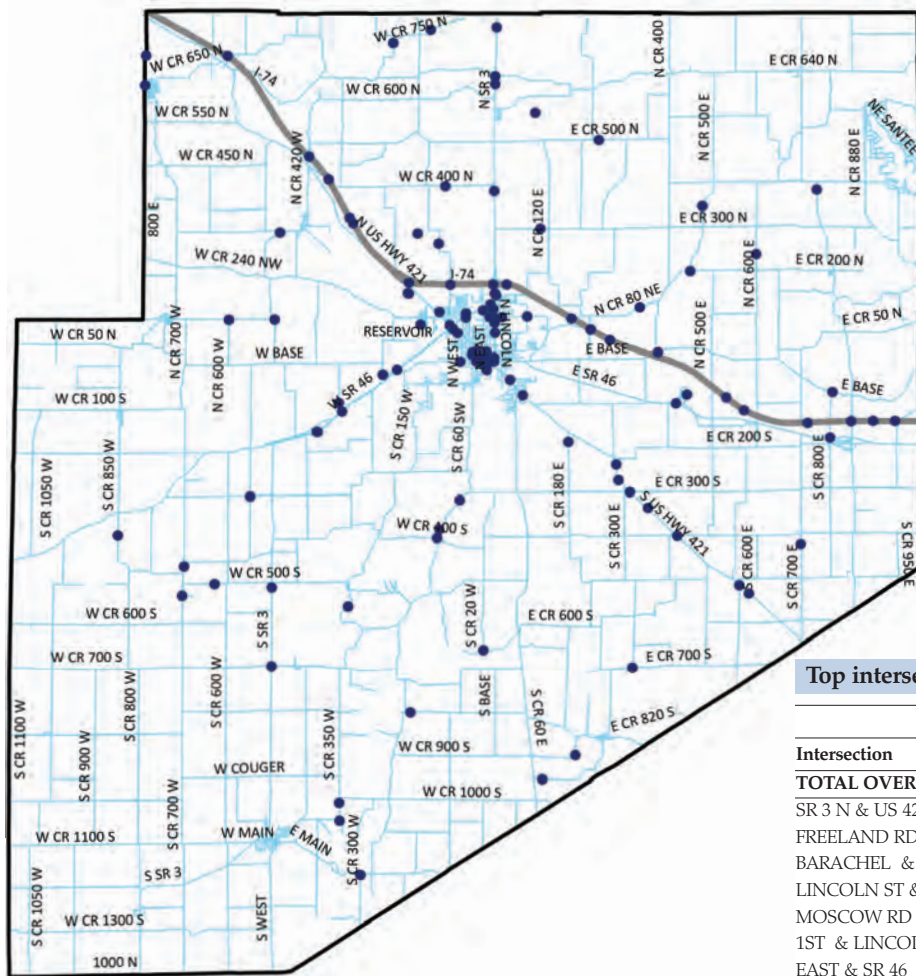 W CR 750 N
N CR 400
W CR 650 N
E CR 640 N
I-74
W CR 600 N
N SR 3
W CR 550 N
N CR 500 E
NE SANTEE
E CR 500 N
N CR 880
W CR 450 N
N CR 420 W
W CR 400 N
800 E
N CR 120 E
E CR 300 N
N US HWY 421
W CR 240 NW
N CR 600 E
E CR 200 N
I-74
N CR 80 NE
W CR 50 N
N CR 700 W
RESERVOIR
N LINCOLN
E CR 50 N
N CR 500 E
W BASE
N WEST
N EAST
E BASE
N CR 600 W
E SR 46
E BASE
W CR 100 S
W SR 46
S CR 150 W
S CR 60 SW
E CR 200 S
S CR 850 W
S CR 800 E
S CR 1050 W
S CR 180 E
E CR 300 S
W CR 400 S
S CR 300 E
S US HWY 421
S CR 950 E
W CR 500 S
S CR 600 E
S CR 700 E
W CR 600 S
S SR 3
S CR 20 W
E CR 600 S
W CR 700 S
E CR 700 S
S CR 800 W
S CR 600 W
S BASE
S CR 60 E
S CR 1100 W
S CR 350 W
E CR 820 S
S CR 900 W
W CR 900 S
W COUGER
S CR 700 W
W CR 1000 S
W CR 1100 S
W MAIN
E MAIN
S CR 300 W
S SR 3
S CR 1050 W
S WEST
W CR 1300 S
1000 N
Top interse
Intersection
TOTAL OVER
SR 3 N & US 42
FREELAND RD
BARACHEL &
LINCOLN ST &
MOSCOW RD
1ST & LINCOL
EAST & SR 46